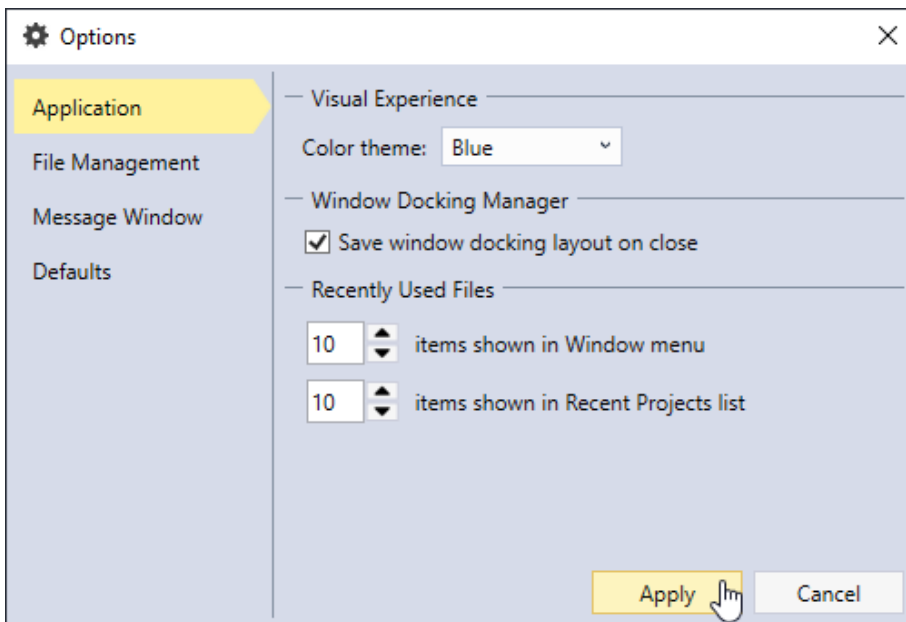 Options
Application
File Management
Message Window
Defaults
Visual Experience
Color theme: Blue
Window Docking Manager
Save window docking layout on close
Recently Used Files
10 items shown in Window menu
10 items shown in Recent Projects list
Apply Cancel